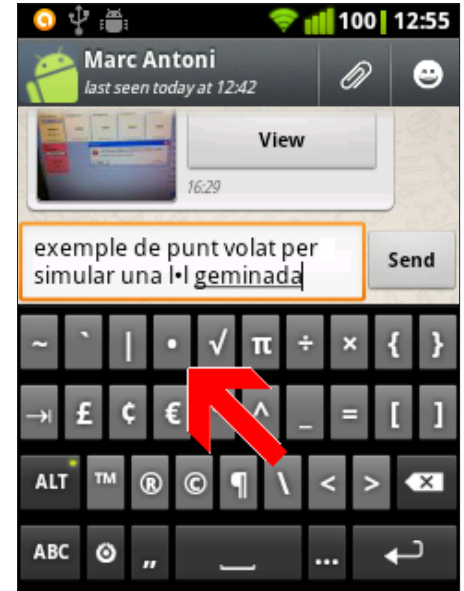 100 12:55
Marc Antoni
last seen today at 12:42
View
16:29
exemple de punt volat per
simular una l•l geminada
Send
~ ` | • √ π ÷ × { }
£ ¢ € ^ _ = [ ]
ALT ™ ® © ¶ \ < >
ABC „ ...